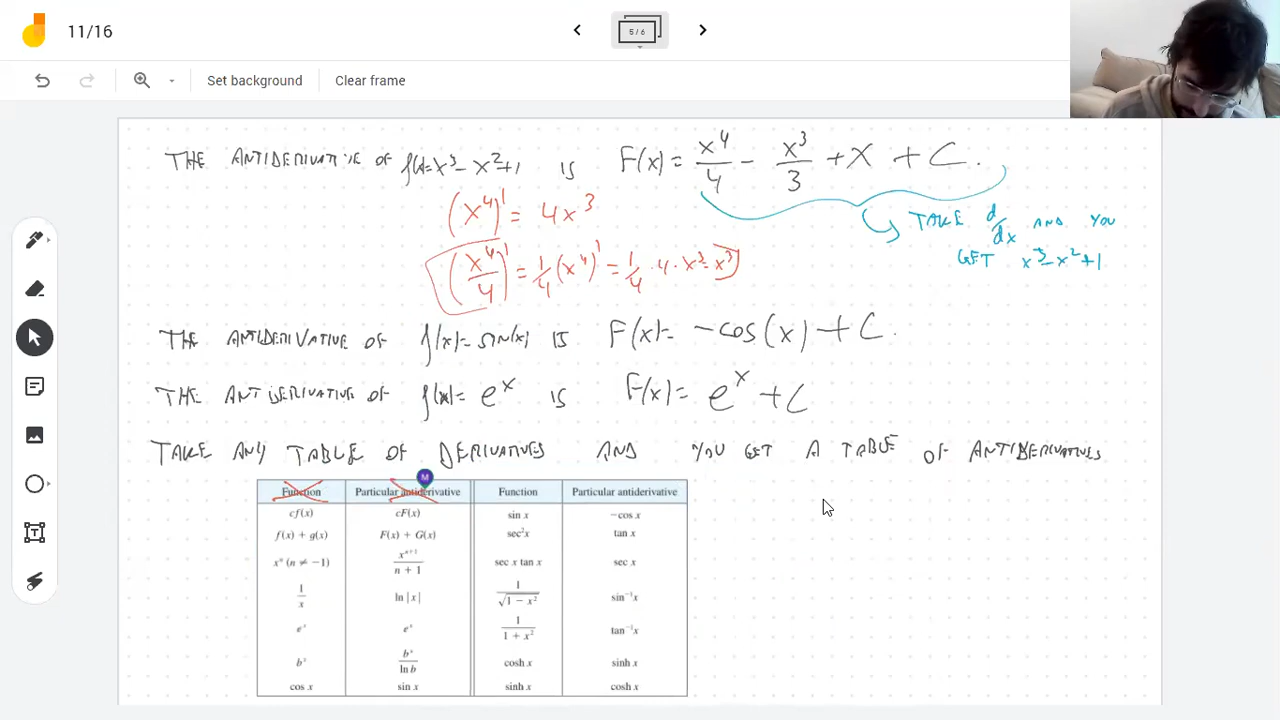 11/16
5 / 6
Set background
Clear frame
THE ANTIDERIVATIVE OF f(x)=x³-x²+1 IS F(x) = x⁴/4 - x³/3 + x + C.
(x⁴)' = 4x³
(x⁴/4)' = 1/4 (x⁴)' = 1/4 · 4 · x³ = x³
TAKE d/dx AND YOU
GET x³-x²+1
THE ANTIDERIVATIVE OF f(x)= SIN(x) IS F(x)= -cos(x) + C.
THE ANTIDERIVATIVE OF f(x)= eˣ IS F(x)= eˣ + C
TAKE ANY TABLE OF DERIVATIVES AND YOU GET A TABLE OF ANTIDERIVATIVES
M
Function Particular antiderivative Function Particular antiderivative
cf(x) cF(x) sin x −cos x
f(x) + g(x) F(x) + G(x) sec²x tan x
xⁿ (n ≠ −1) xⁿ⁺¹/n + 1 sec x tan x sec x
1/x ln |x| 1/√1 − x² sin⁻¹x
eˣ eˣ 1/1 + x² tan⁻¹x
bˣ bˣ/ln b cosh x sinh x
cos x sin x sinh x cosh x